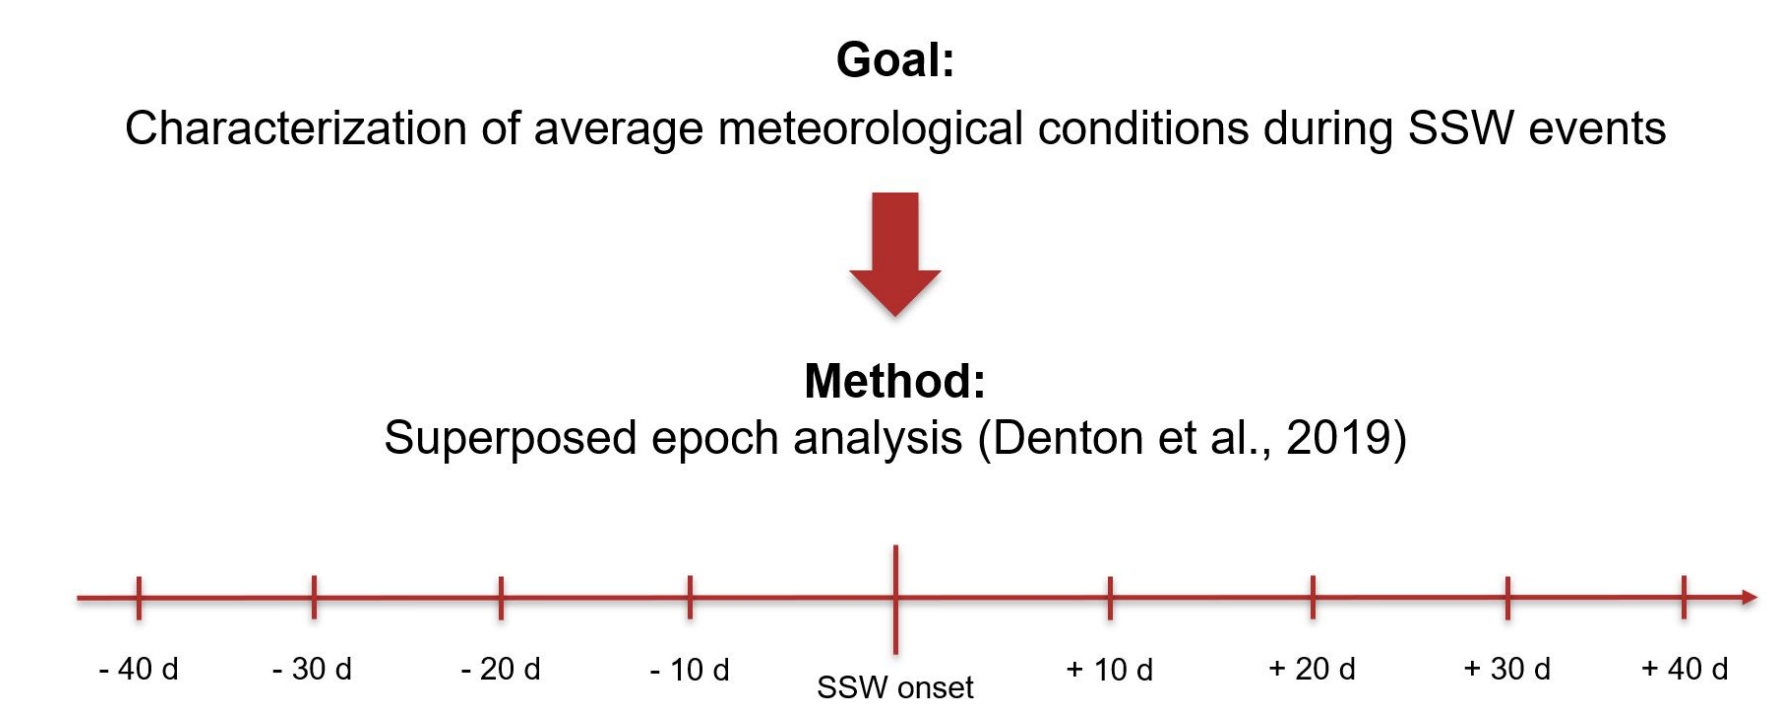 Goal:
Characterization of average meteorological conditions during SSW events
Method:
Superposed epoch analysis (Denton et al., 2019)
- 40 d
- 30 d
- 20 d
- 10 d
SSW onset
+ 10 d
+ 20 d
+ 30 d
+ 40 d